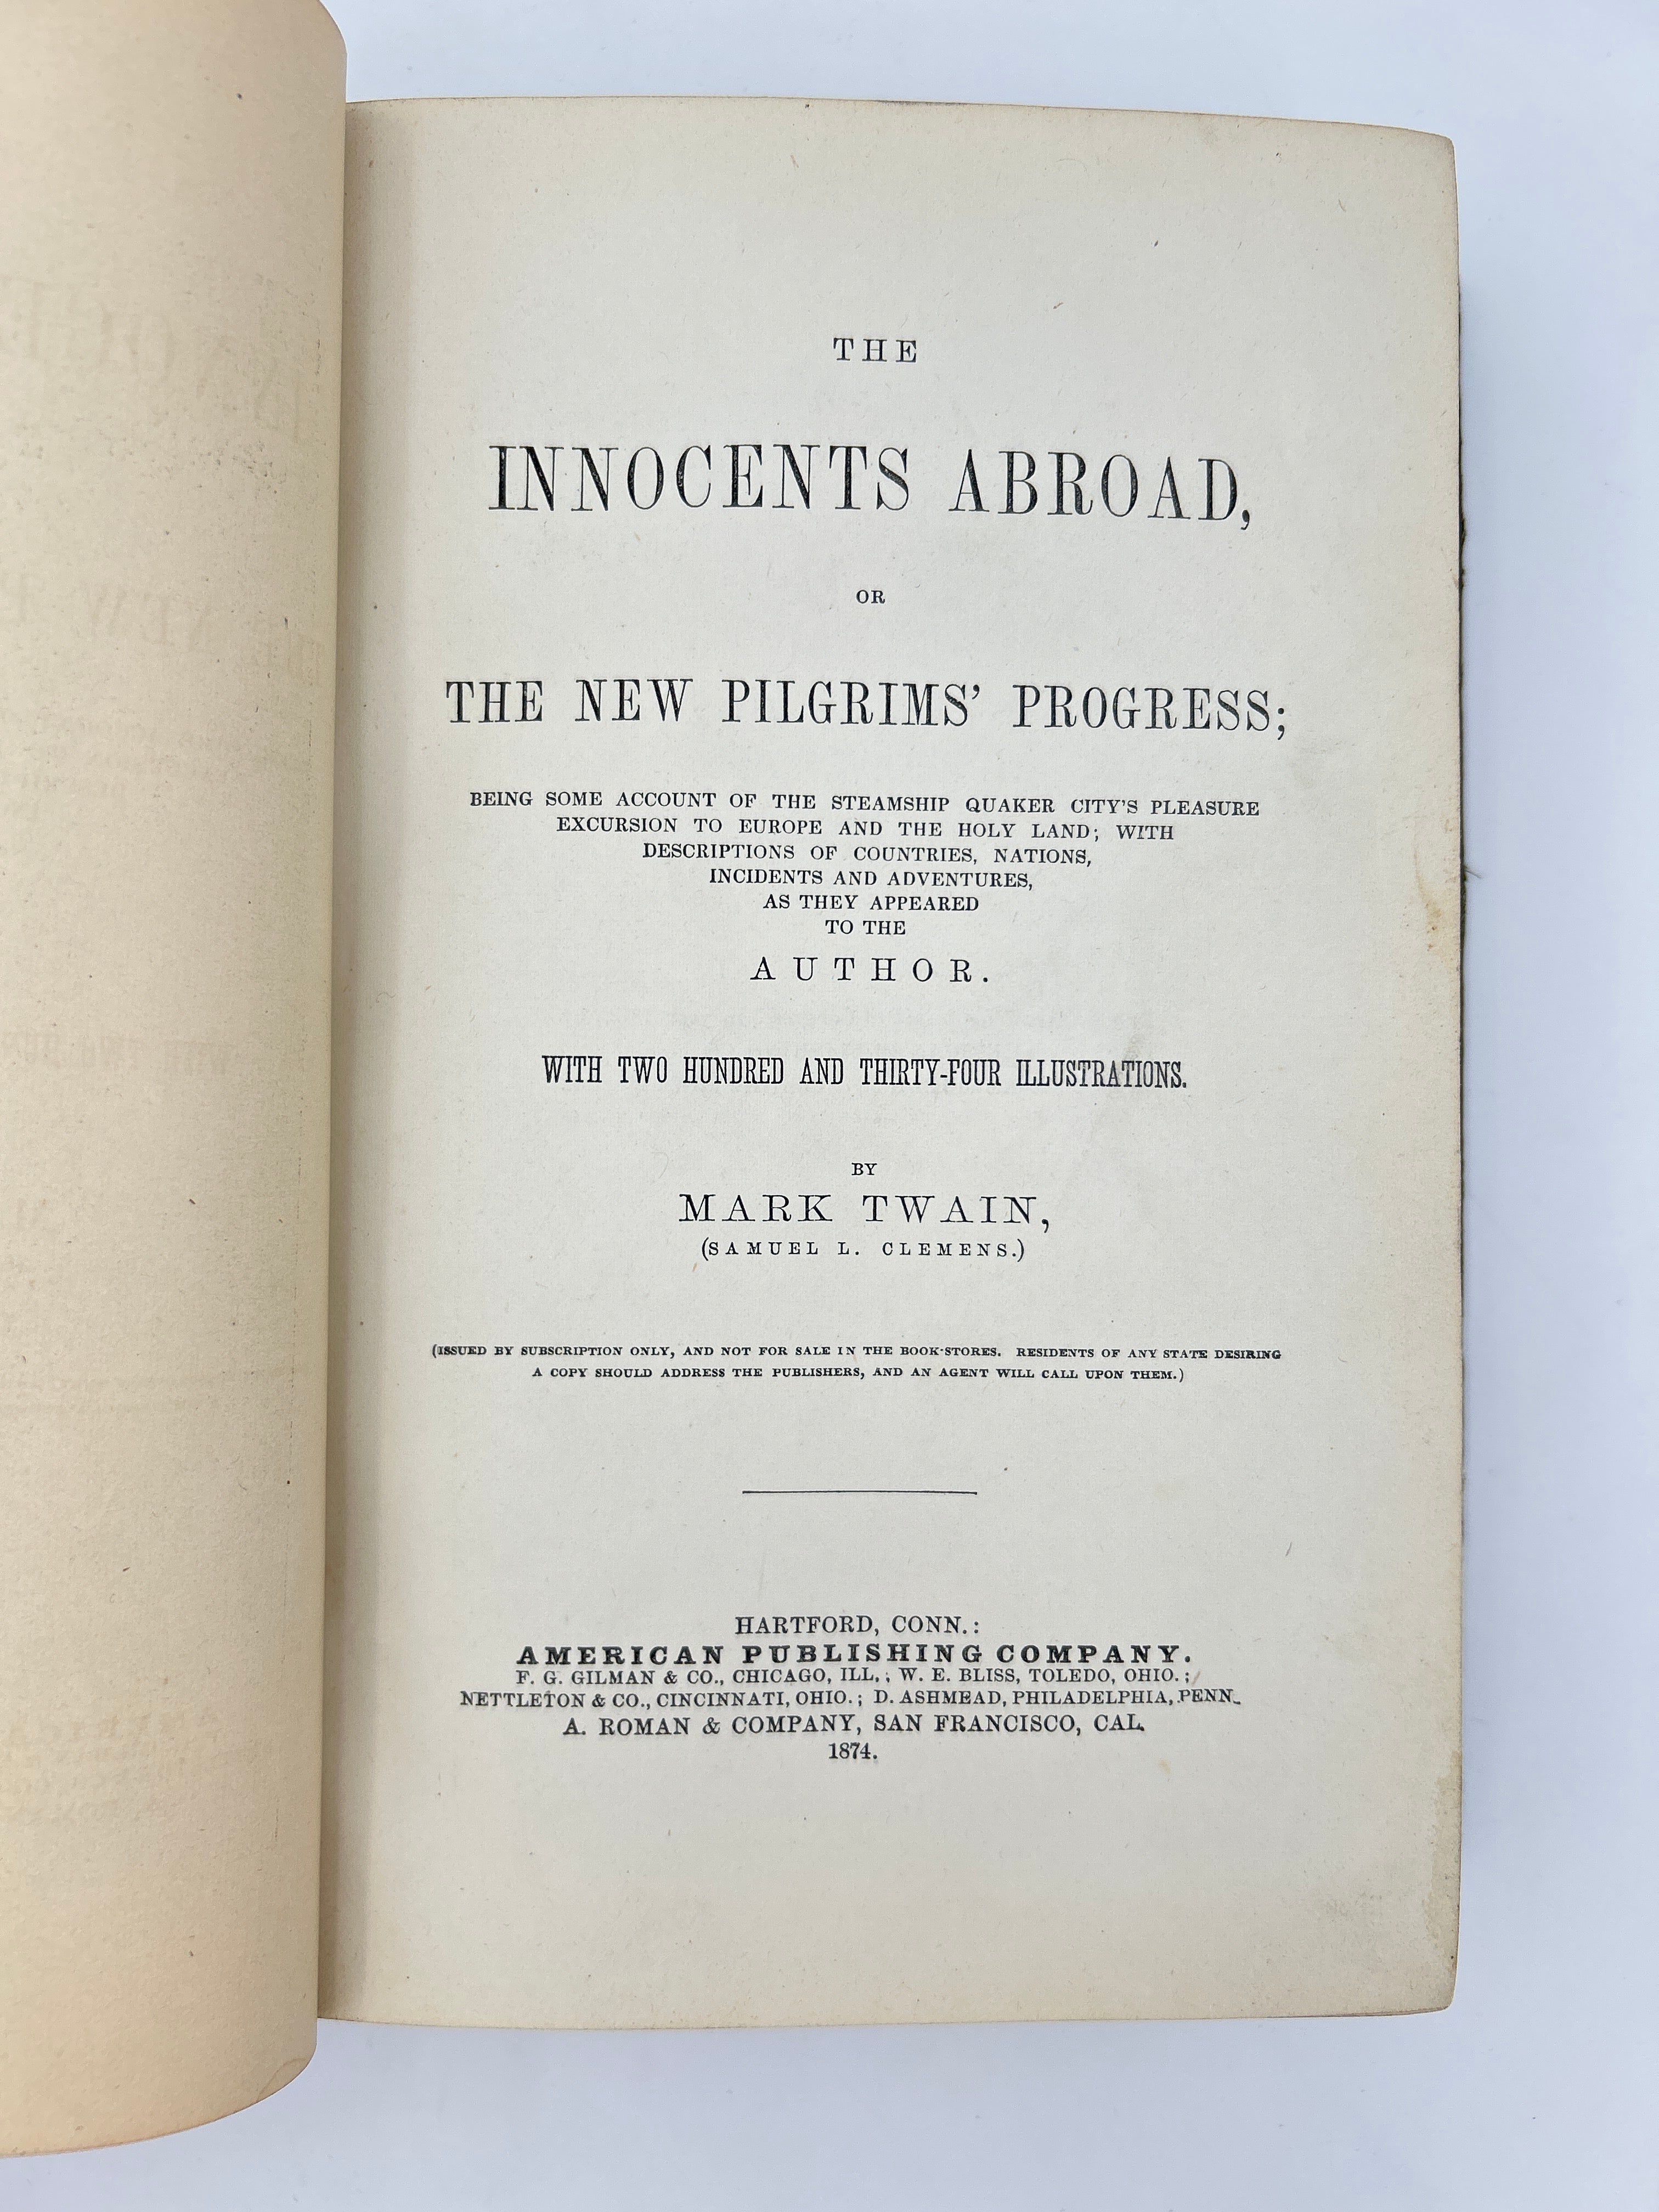 THE
INNOCENTS ABROAD,
OR
THE NEW PILGRIMS' PROGRESS;
BEING SOME ACCOUNT OF THE STEAMSHIP QUAKER CITY'S PLEASURE
EXCURSION TO EUROPE AND THE HOLY LAND; WITH
DESCRIPTIONS OF COUNTRIES, NATIONS,
INCIDENTS AND ADVENTURES,
AS THEY APPEARED
TO THE
AUTHOR.
WITH TWO HUNDRED AND THIRTY-FOUR ILLUSTRATIONS.
BY
MARK TWAIN,
(SAMUEL L. CLEMENS.)
(ISSUED BY SUBSCRIPTION ONLY, AND NOT FOR SALE IN THE BOOK-STORES. RESIDENTS OF ANY STATE DESIRING
A COPY SHOULD ADDRESS THE PUBLISHERS, AND AN AGENT WILL CALL UPON THEM.)
HARTFORD, CONN.:
AMERICAN PUBLISHING COMPANY.
F. G. GILMAN & CO., CHICAGO, ILL,; W. E. BLISS, TOLEDO, OHIO.;
NETTLETON & CO., CINCINNATI, OHIO.; D. ASHMEAD, PHILADELPHIA, PENN.
A. ROMAN & COMPANY, SAN FRANCISCO, CAL.
1874.